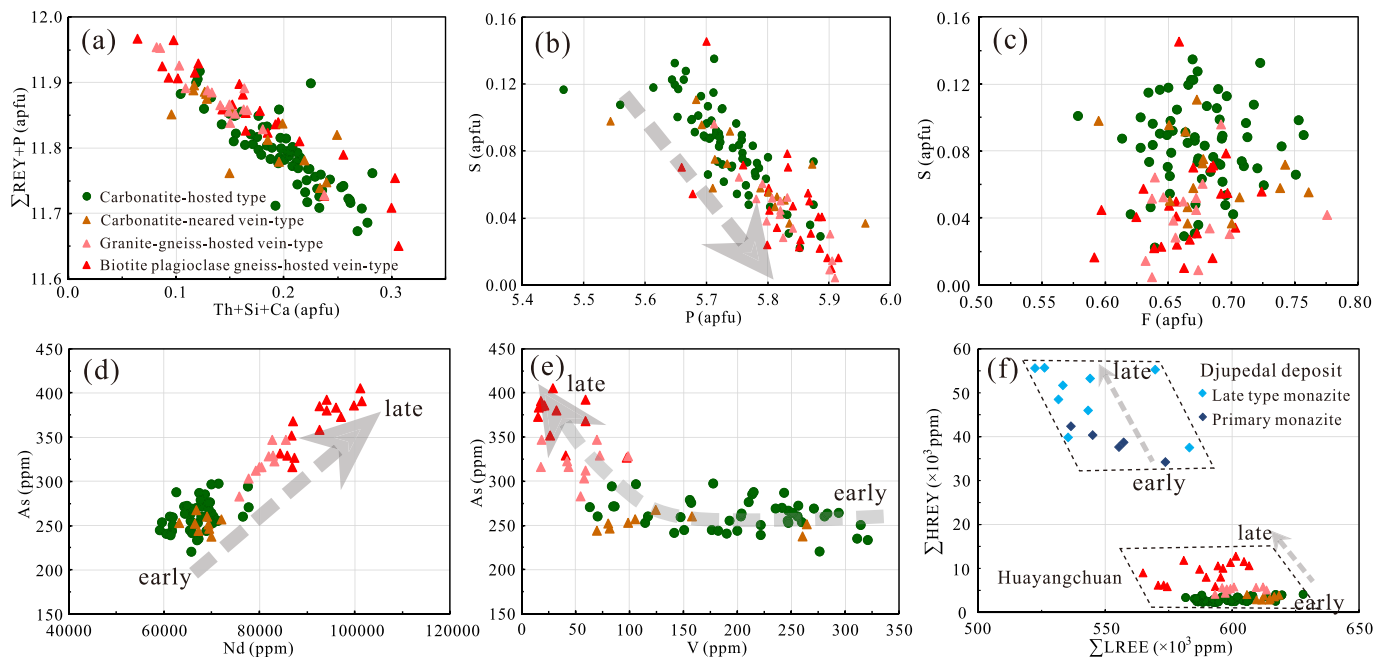 (a)
12.0
11.9
11.8
11.7
11.6
∑REY+P (apfu)
0.0
0.1
0.2
0.3
Th+Si+Ca (apfu)
Carbonatite-hosted type
Carbonatite-neared vein-type
Granite-gneiss-hosted vein-type
Biotite plagioclase gneiss-hosted vein-type
(b)
0.16
0.12
0.08
0.04
0.00
S (apfu)
5.4
5.5
5.6
5.7
5.8
5.9
6.0
P (apfu)
(c)
0.16
0.12
0.08
0.04
0.00
S (apfu)
0.50
0.55
0.60
0.65
0.70
0.75
0.80
F (apfu)
(d)
450
400
350
300
250
200
150
As (ppm)
late
early
40000
60000
80000
100000
120000
Nd (ppm)
(e)
450
400
350
300
250
200
150
As (ppm)
late
early
0
50
100
150
200
250
300
350
V (ppm)
(f)
60
50
40
30
20
10
0
∑HREY (×10³ ppm)
late
early
Djupedal deposit
Late type monazite
Primary monazite
Huayangchuan
late
early
500
550
600
650
∑LREE (×10³ ppm)